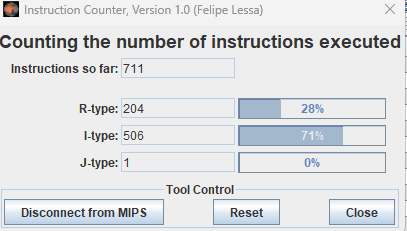 Instruction Counter, Version 1.0 (Felipe Lessa)
Counting the number of instructions executed
Instructions so far: 711
R-type: 204 28%
I-type: 506 71%
J-type: 1 0%
Tool Control
Disconnect from MIPS Reset Close